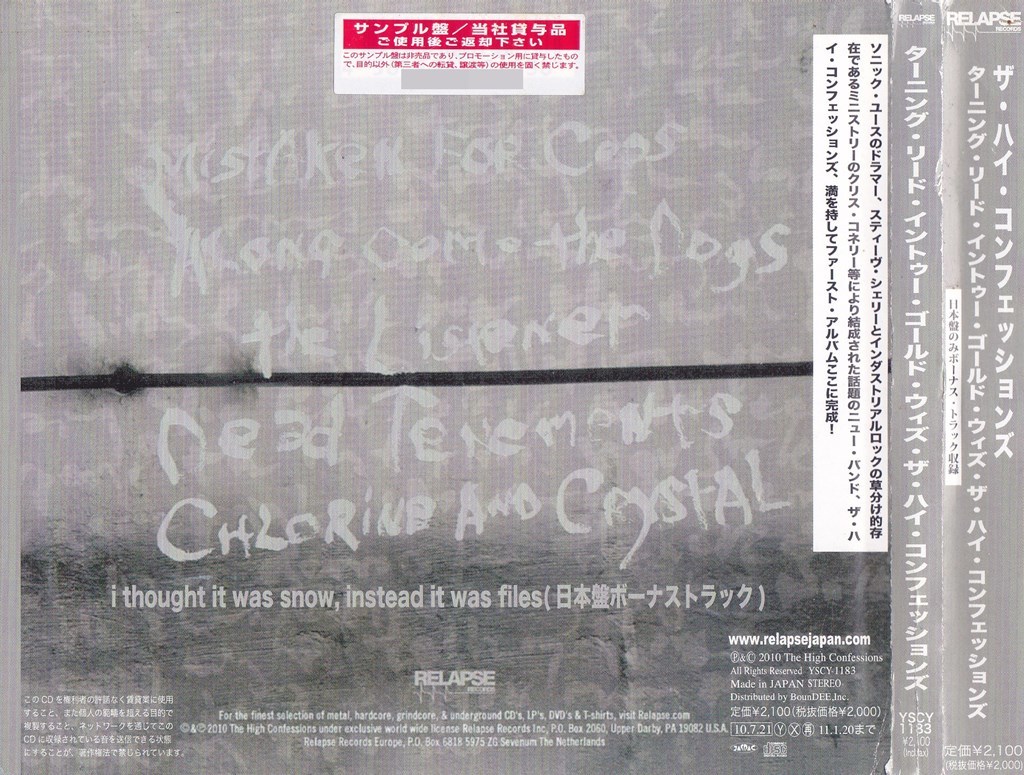 サンプル盤／当社貸与品
ご使用後ご返却下さい
このサンプル盤は非売品であり、プロモーション用に貸与したもの
で、目的以外(第三者への転貸、譲渡等)の使用を固く禁じます。
Mistaken For Cogs
Along Come the Dogs
the Listener
Dead Tenements
Chlorine And Crystal
i thought it was snow, instead it was files(日本盤ボーナストラック)
RELAPSE
RECORDS
このCDを権利者の許諾なく賃貸業に使用
すること、また個人の範囲を超える目的で
複製すること、ネットワークを通じてこの
CDに収録されている音を送信できる状態
にすることが、著作権法で禁じられています。
For the finest selection of metal, hardcore, grindcore, & underground CD's, LP's, DVD's & T-shirts, visit Relapse.com
©&℗2010 The High Confessions under exclusive world wide license Relapse Records Inc, P.O. Box 2060, Upper Darby, PA 19082 U.S.A.
Relapse Records Europe, P.O. Box 6818 5975 ZG Sevenum The Netherlands
www.relapsejapan.com
℗&© 2010 The High Confessions
All Rights Reserved YSCY-1183
Made in JAPAN STEREO
Distributed by BounDEE,Inc.
定価¥2,100(税抜価格¥2,000)
10.7.21 Ⓨ Ⓧ ㊢ 11.1.20まで
JASRAC
ソニック・ユースのドラマー、スティーヴ・シェリーとインダストリアルロックの草分け的存
在であるミニストリーのクリス・コネリー等により結成された話題のニュー・バンド、ザ・ハ
イ・コンフェッションズ、満を持してファースト・アルバムここに完成！
RELAPSE
ターニング・リード・イントゥー・ゴールド・ウィズ・ザ・ハイ・コンフェッションズ
YSCY
1183
¥2,100
(incl tax)
RELAPSE
RECORDS
ザ・ハイ・コンフェッションズ
ターニング・リード・イントゥー・ゴールド・ウィズ・ザ・ハイ・コンフェッションズ
日本盤のみボーナス・トラック収録
定価¥2,100
(税抜価格¥2,000)